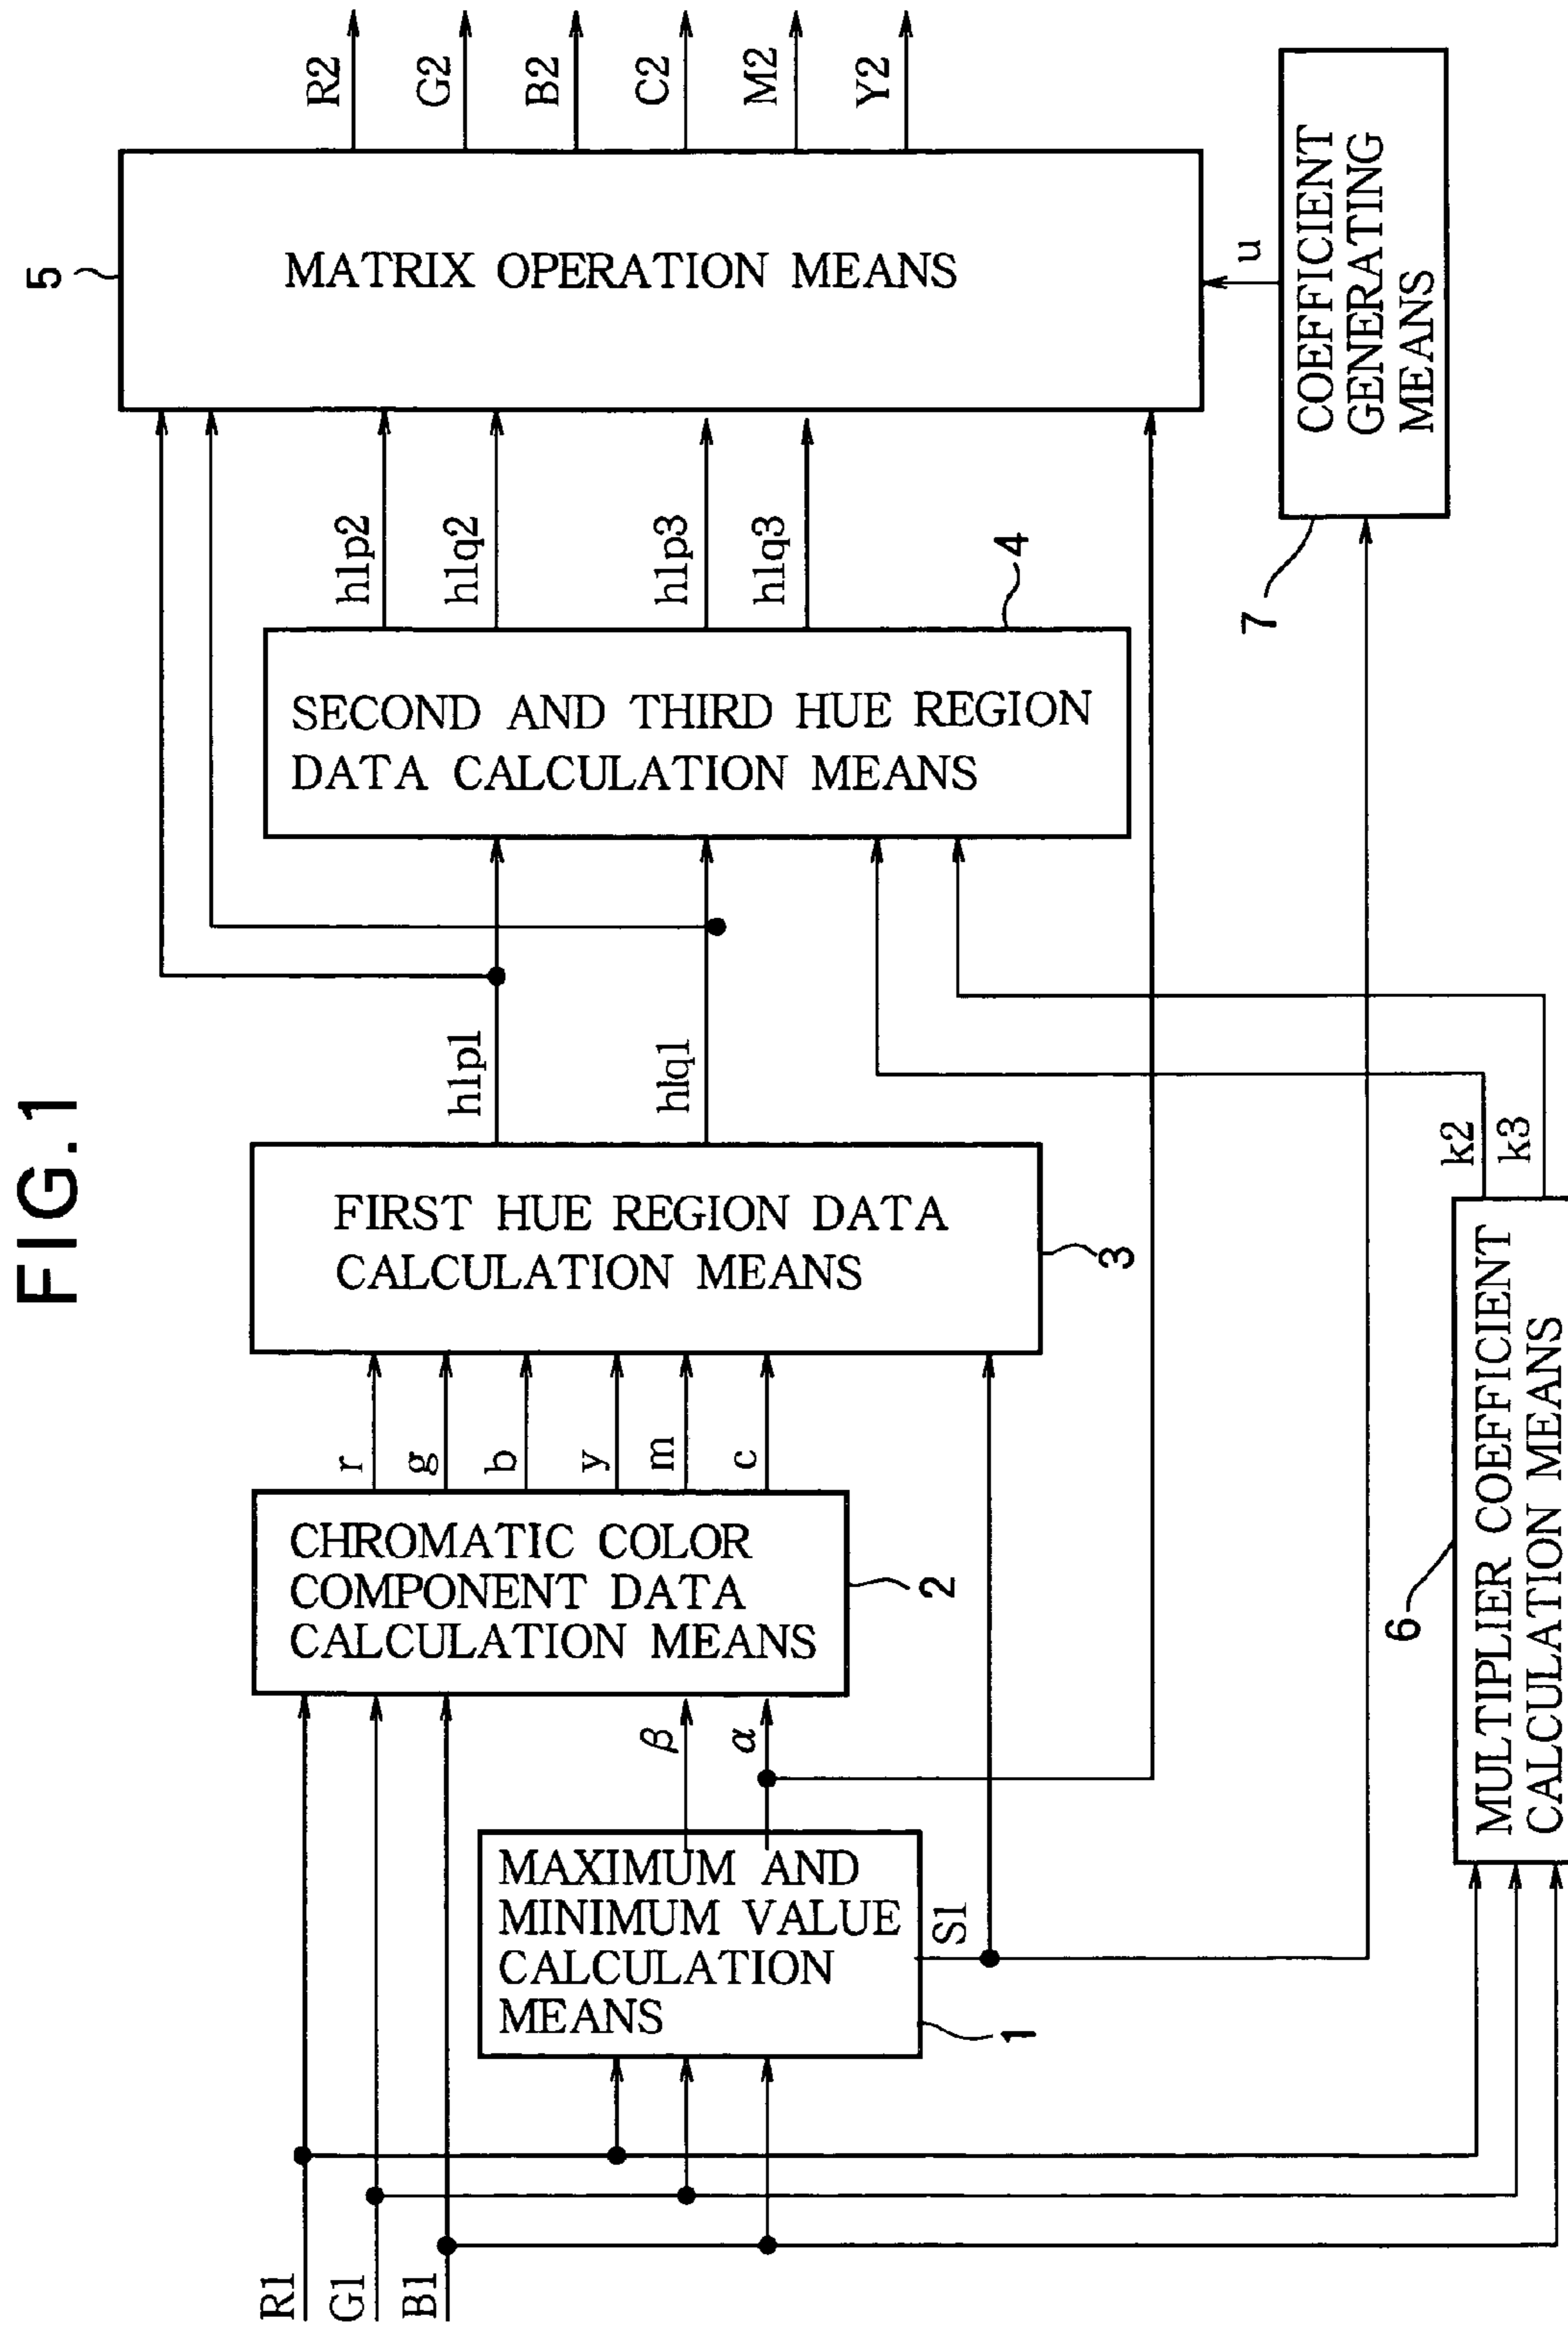 FIG.1
R1
G1
B1
MAXIMUM AND
MINIMUM VALUE
CALCULATION
MEANS
1
S1
β
α
CHROMATIC COLOR
COMPONENT DATA
CALCULATION MEANS
2
r
g
b
y
m
c
FIRST HUE REGION DATA
CALCULATION MEANS
3
h1p1
h1q1
MULTIPLIER COEFFICIENT
CALCULATION MEANS
6
k2
k3
SECOND AND THIRD HUE REGION
DATA CALCULATION MEANS
4
h1p2
h1q2
h1p3
h1q3
COEFFICIENT
GENERATING
MEANS
7
u
MATRIX OPERATION MEANS
5
R2
G2
B2
C2
M2
Y2